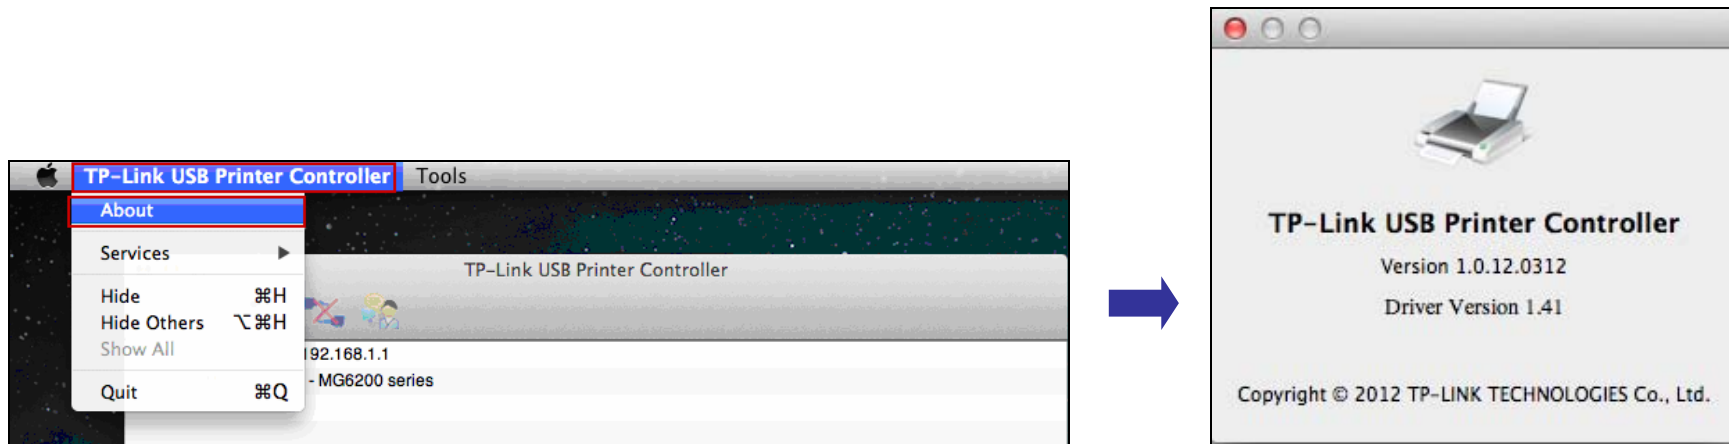 TP-Link USB Printer Controller Tools
About
Services
Hide ⌘H
Hide Others ⌥⌘H
Show All
Quit ⌘Q
TP-Link USB Printer Controller
192.168.1.1
- MG6200 series
TP-Link USB Printer Controller
Version 1.0.12.0312
Driver Version 1.41
Copyright © 2012 TP-LINK TECHNOLOGIES Co., Ltd.